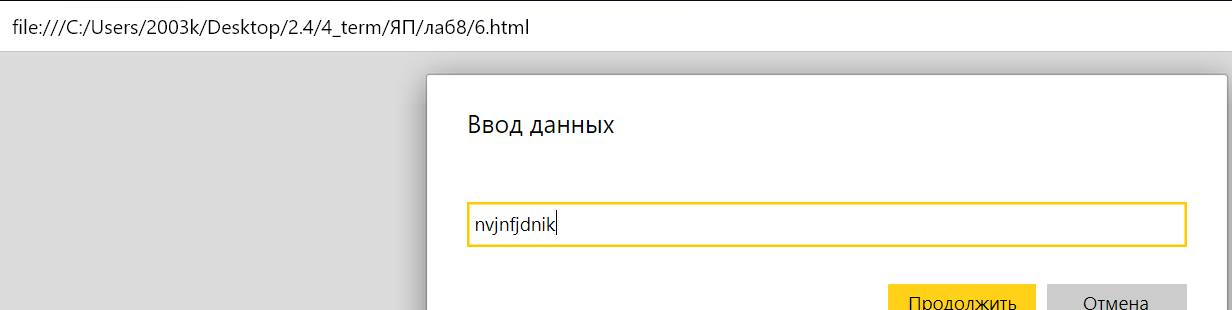 file:///C:/Users/2003k/Desktop/2.4/4_term/ЯП/лаб8/6.html
Ввод данных
nvjnfjdnik
Продолжить Отмена